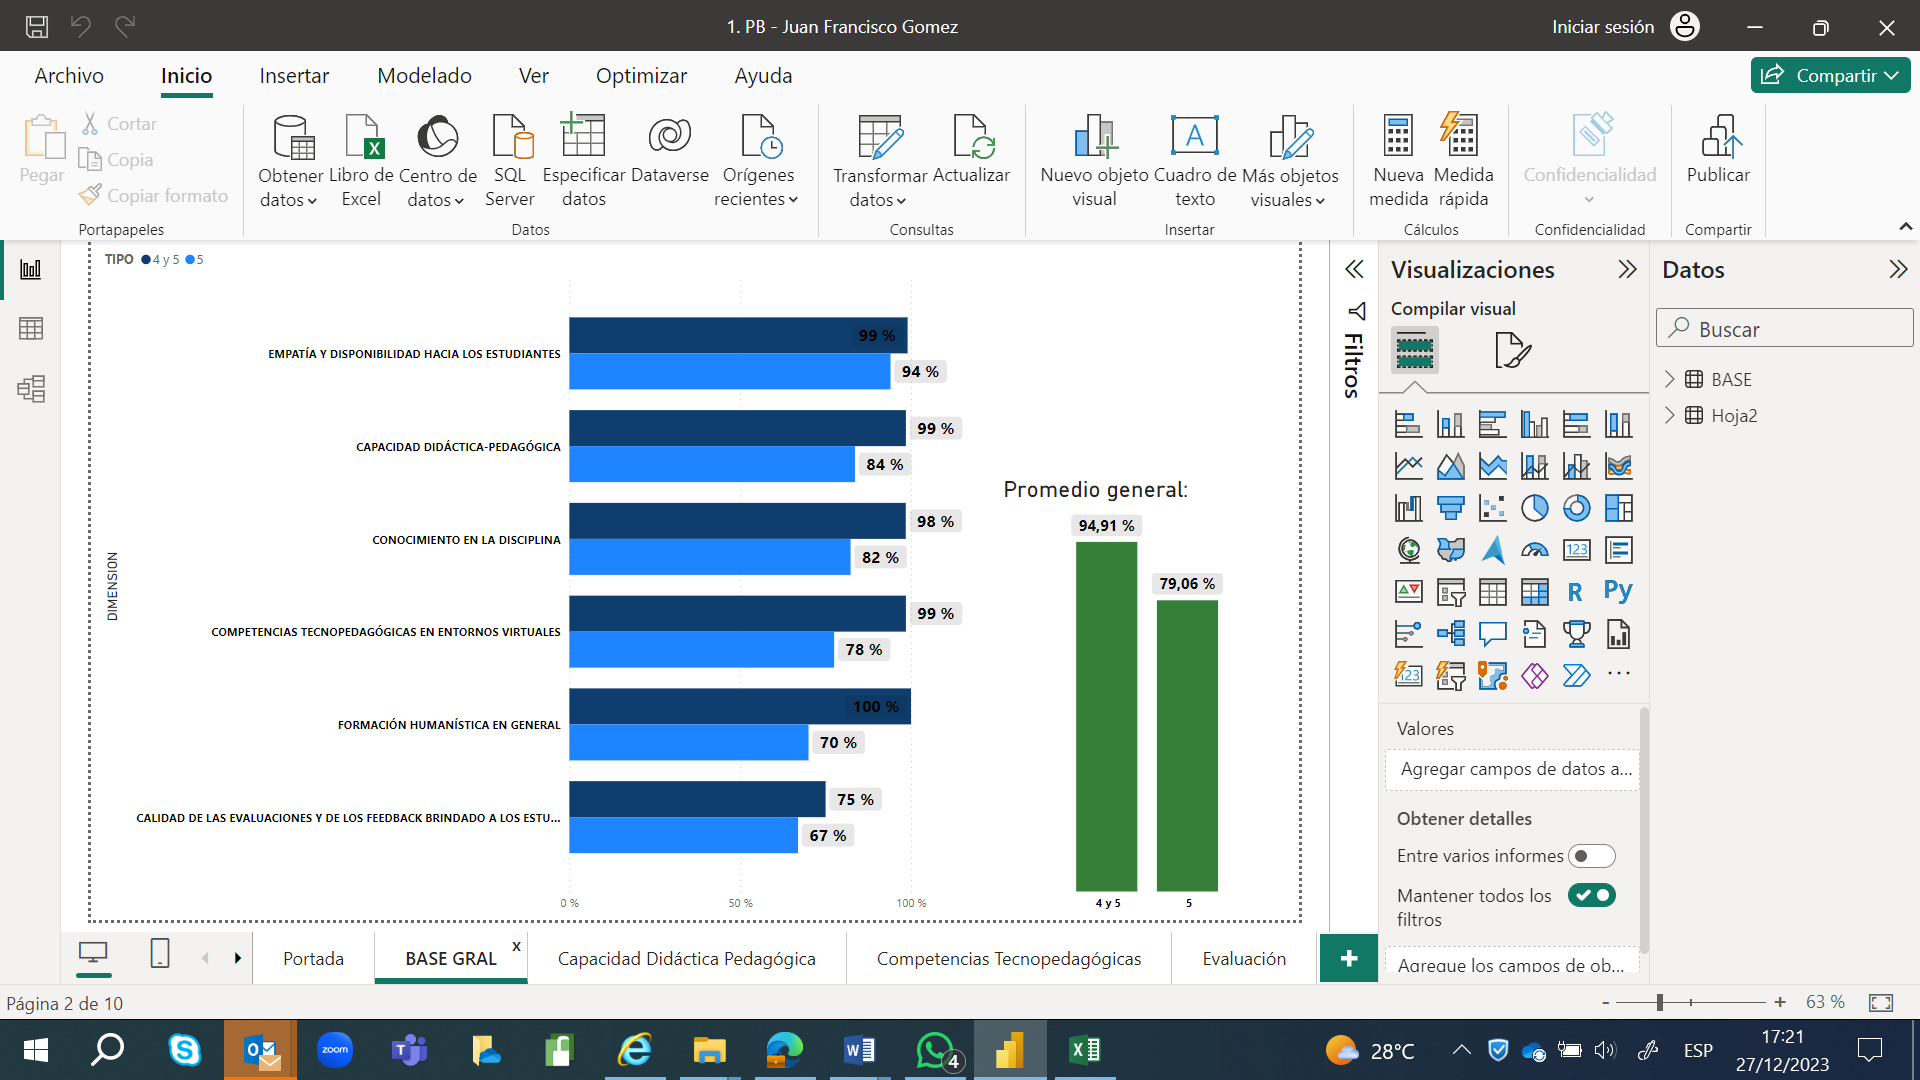 1. PB - Juan Francisco Gomez
Iniciar sesión
Archivo Inicio Insertar Modelado Ver Optimizar Ayuda
Compartir
Pegar
Cortar
Copia
Copiar formato
Portapapeles
Obtener datos
Libro de Excel
Centro de datos
SQL Server
Especificar datos
Dataverse
Orígenes recientes
Datos
Transformar datos
Actualizar
Consultas
Nuevo objeto visual
Cuadro de texto
Más objetos visuales
Insertar
Nueva medida
Medida rápida
Cálculos
Confidencialidad
Confidencialidad
Publicar
Compartir
TIPO 4 y 5 5
DIMENSION
EMPATÍA Y DISPONIBILIDAD HACIA LOS ESTUDIANTES
99 %
94 %
CAPACIDAD DIDÁCTICA-PEDAGÓGICA
99 %
84 %
CONOCIMIENTO EN LA DISCIPLINA
98 %
82 %
COMPETENCIAS TECNOPEDAGÓGICAS EN ENTORNOS VIRTUALES
99 %
78 %
FORMACIÓN HUMANÍSTICA EN GENERAL
100 %
70 %
CALIDAD DE LAS EVALUACIONES Y DE LOS FEEDBACK BRINDADO A LOS ESTU...
75 %
67 %
0 % 50 % 100 %
Promedio general:
94,91 %
79,06 %
4 y 5 5
Filtros
Visualizaciones
Compilar visual
123
R Py
123
Valores
Agregar campos de datos a...
Obtener detalles
Entre varios informes
Mantener todos los
filtros
Agregue los campos de ob...
Datos
Buscar
BASE
Hoja2
Portada
BASE GRAL x
Capacidad Didáctica Pedagógica
Competencias Tecnopedagógicas
Evaluación
+
Página 2 de 10
- + 63 %
zoom
4
28°C
ESP
17:21
27/12/2023